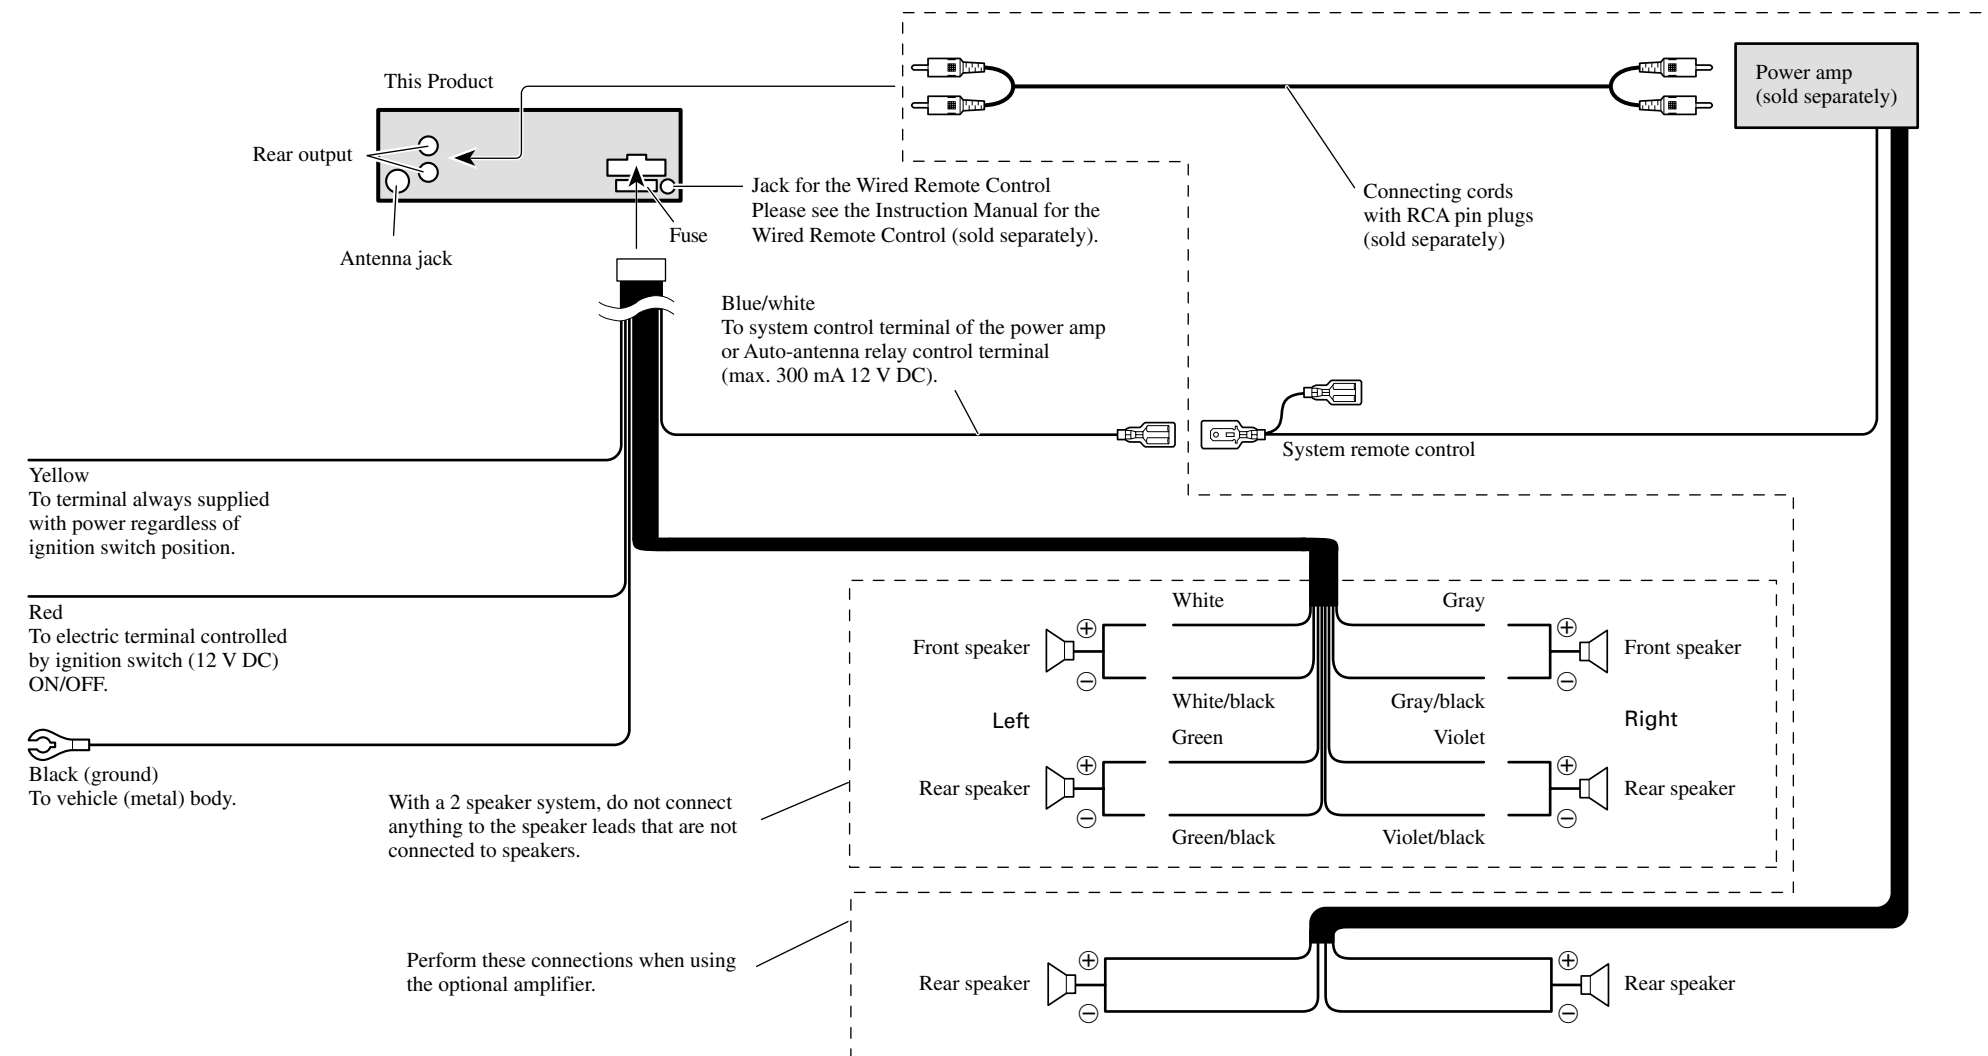 This Product
Power amp
(sold separately)
Rear output
Jack for the Wired Remote Control
Please see the Instruction Manual for the
Wired Remote Control (sold separately).
Connecting cords
with RCA pin plugs
(sold separately)
Fuse
Antenna jack
Blue/white
To system control terminal of the power amp
or Auto-antenna relay control terminal
(max. 300 mA 12 V DC).
System remote control
Yellow
To terminal always supplied
with power regardless of
ignition switch position.
Red
To electric terminal controlled
by ignition switch (12 V DC)
ON/OFF.
Black (ground)
To vehicle (metal) body.
White
Gray
Front speaker
+
+
Front speaker
−
−
White/black
Gray/black
Left
Right
Green
Violet
Rear speaker
+
+
Rear speaker
−
−
Green/black
Violet/black
With a 2 speaker system, do not connect
anything to the speaker leads that are not
connected to speakers.
Perform these connections when using
the optional amplifier.
Rear speaker
+
+
Rear speaker
−
−